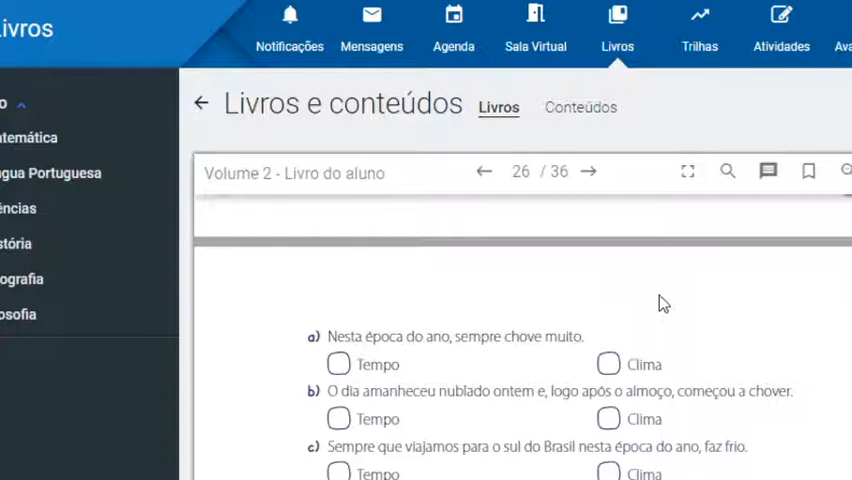 Livros
Notificações Mensagens Agenda Sala Virtual Livros Trilhas Atividades
Livros e conteúdos Livros Conteúdos
Volume 2 - Livro do aluno 26 / 36
temática
gua Portuguesa
ências
stória
ografia
osofia
a) Nesta época do ano, sempre chove muito.
Tempo Clima
b) O dia amanheceu nublado ontem e, logo após o almoço, começou a chover.
Tempo Clima
c) Sempre que viajamos para o sul do Brasil nesta época do ano, faz frio.
Tempo Clima